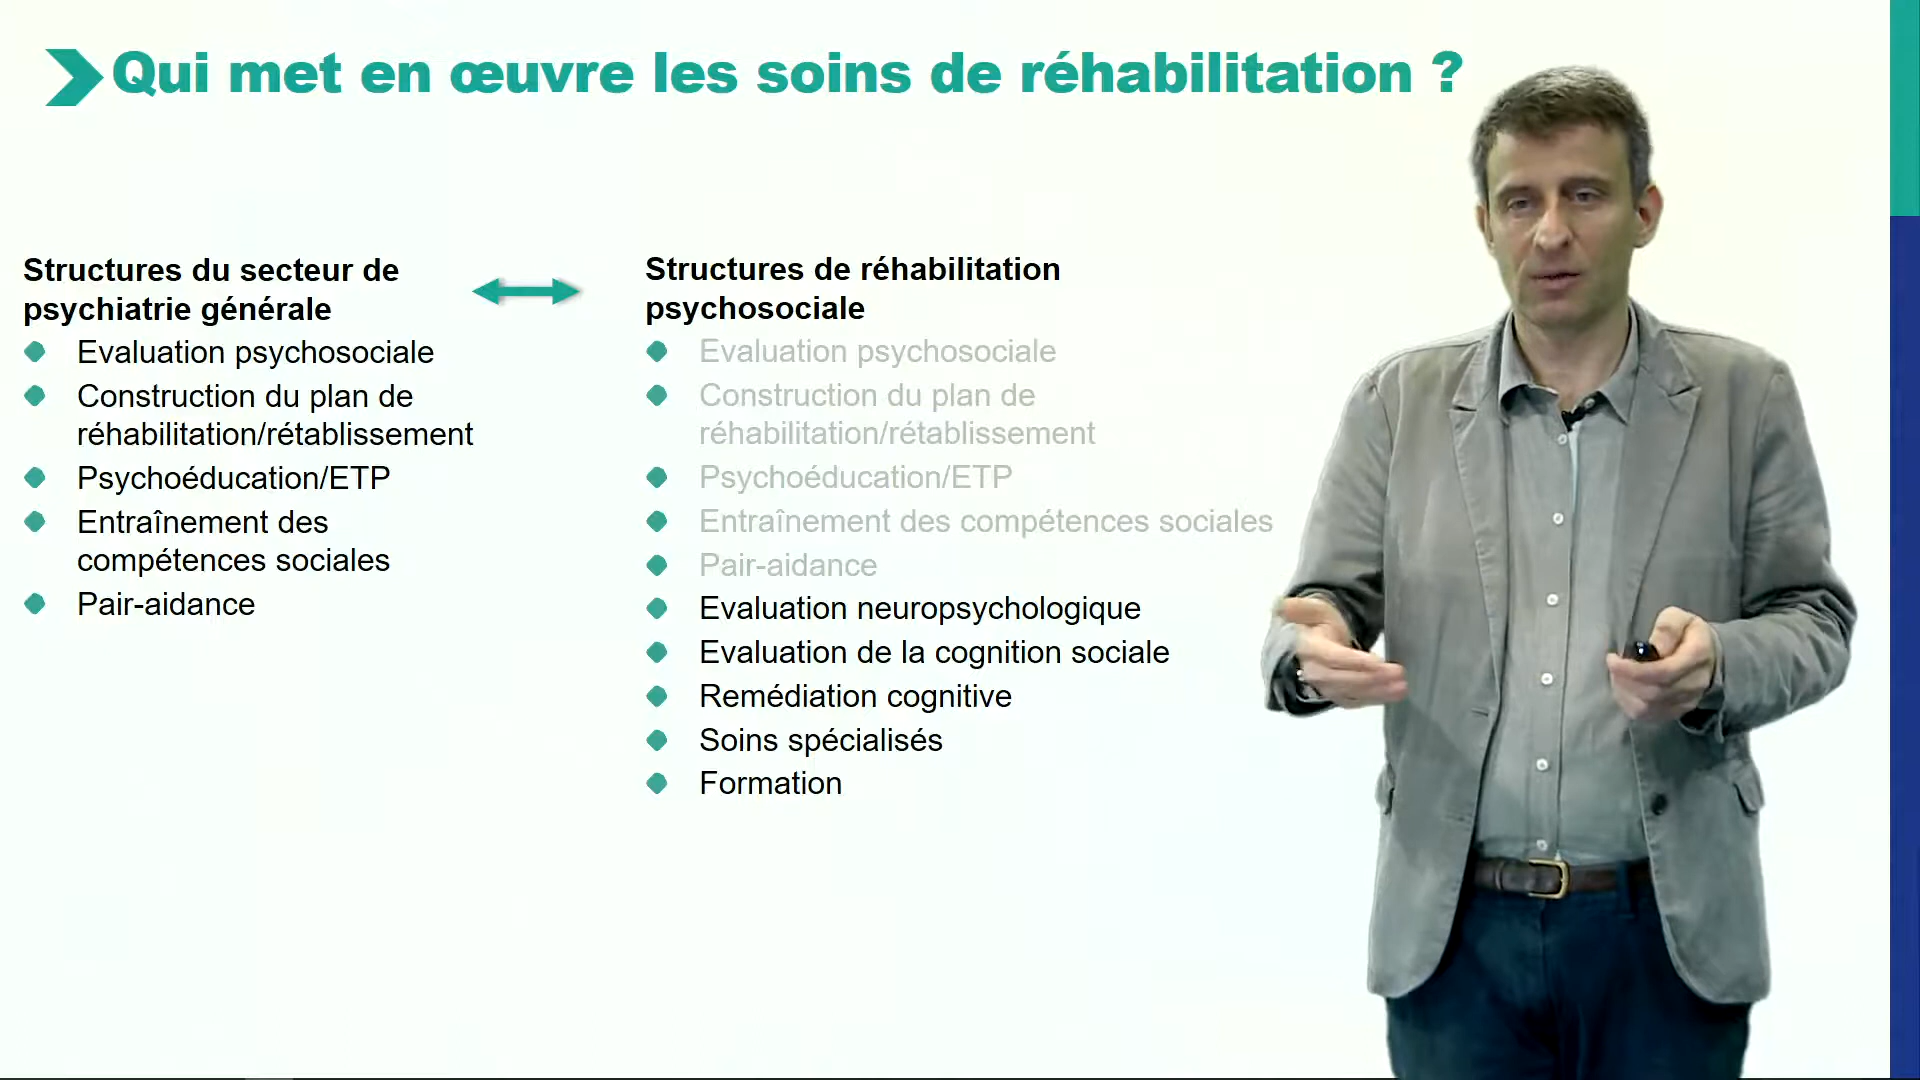 Qui met en œuvre les soins de réhabilitation ?
Structures du secteur de
psychiatrie générale
Evaluation psychosociale
Construction du plan de
réhabilitation/rétablissement
Psychoéducation/ETP
Entraînement des
compétences sociales
Pair-aidance
Structures de réhabilitation
psychosociale
Evaluation psychosociale
Construction du plan de
réhabilitation/rétablissement
Psychoéducation/ETP
Entraînement des compétences sociales
Pair-aidance
Evaluation neuropsychologique
Evaluation de la cognition sociale
Remédiation cognitive
Soins spécialisés
Formation